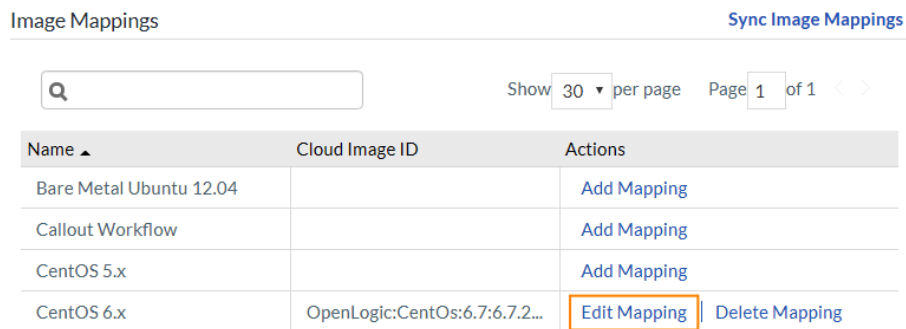 Image Mappings Sync Image Mappings
Show 30 per page Page 1 of 1
Name Cloud Image ID Actions
Bare Metal Ubuntu 12.04 Add Mapping
Callout Workflow Add Mapping
CentOS 5.x Add Mapping
CentOS 6.x OpenLogic:CentOs:6.7:6.7.2... Edit Mapping | Delete Mapping